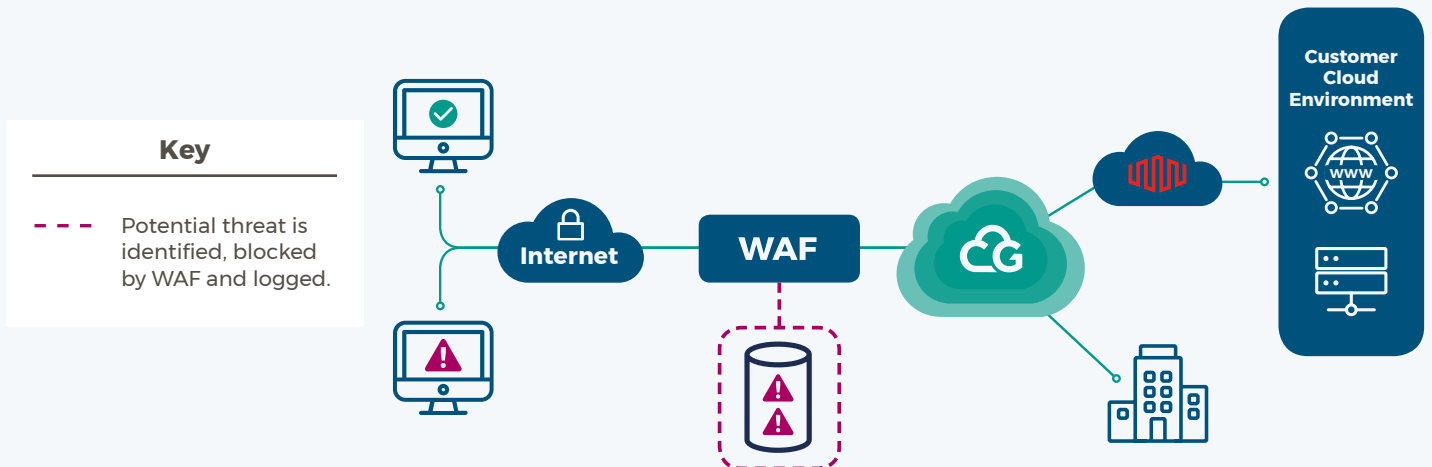 Key
Potential threat is
identified, blocked
by WAF and logged.
Internet
WAF
G
Customer
Cloud
Environment
WWW